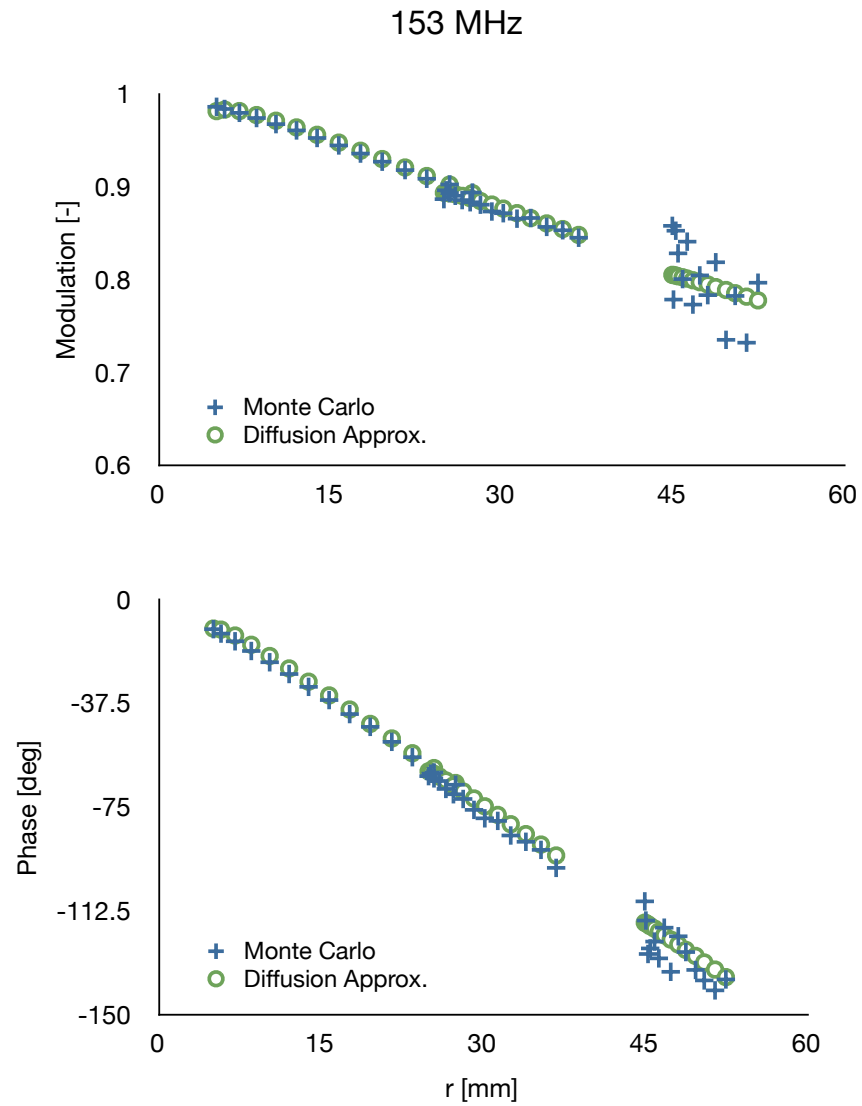 153 MHz
1
0.9
0.8
0.7
0.6
Modulation [-]
Monte Carlo
Diffusion Approx.
0 15 30 45 60
0
-37.5
-75
-112.5
-150
Phase [deg]
Monte Carlo
Diffusion Approx.
0 15 30 45 60
r [mm]